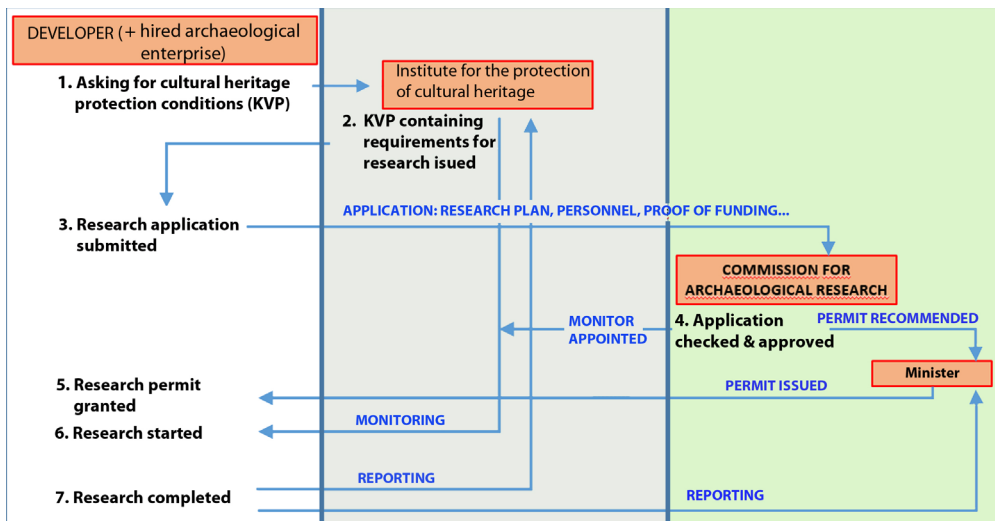 DEVELOPER (+ hired archaeological
enterprise)
1. Asking for cultural heritage
protection conditions (KVP)
Institute for the protection
of cultural heritage
2. KVP containing
requirements for
research isued
3. Research application
submitted
APPLICATION: RESEARCH PLAN, PERSONNEL, PROOF OF FUNDING...
COMMISSION FOR
ARCHAEOLOGICAL RESEARCH
MONITOR
APPOINTED
4. Application
checked & approved
PERMIT RECOMMENDED
Minister
5. Research permit
granted
PERMIT ISSUED
6. Research started
MONITORING
REPORTING
7. Research completed
REPORTING